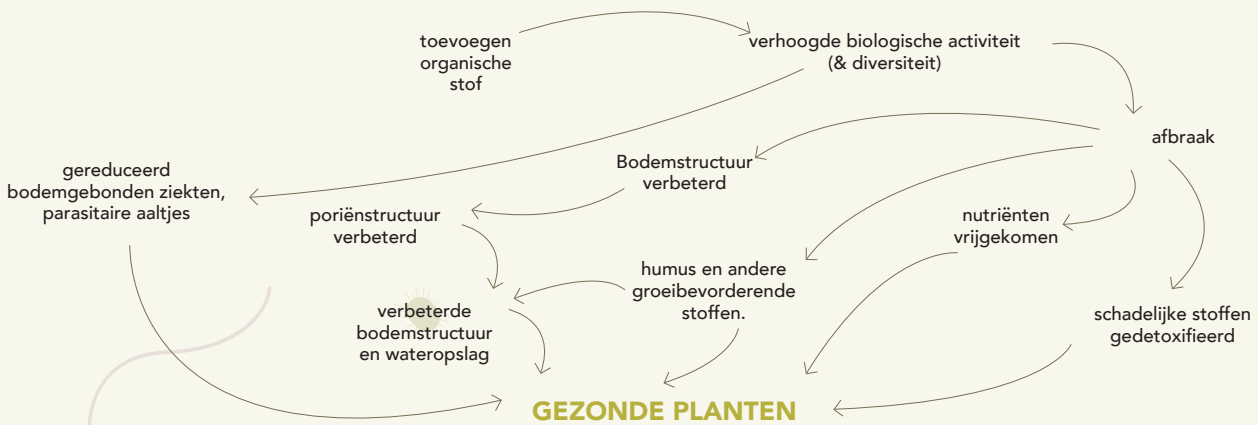 toevoegen
organische
stof
verhoogde biologische activiteit
(& diversiteit)
afbraak
gereduceerd
bodemgebonden ziekten,
parasitaire aaltjes
Bodemstructuur
verbeterd
poriënstructuur
verbeterd
nutriënten
vrijgekomen
humus en andere
groeibevorderende
stoffen.
verbeterde
bodemstructuur
en wateropslag
schadelijke stoffen
gedetoxifieerd
GEZONDE PLANTEN